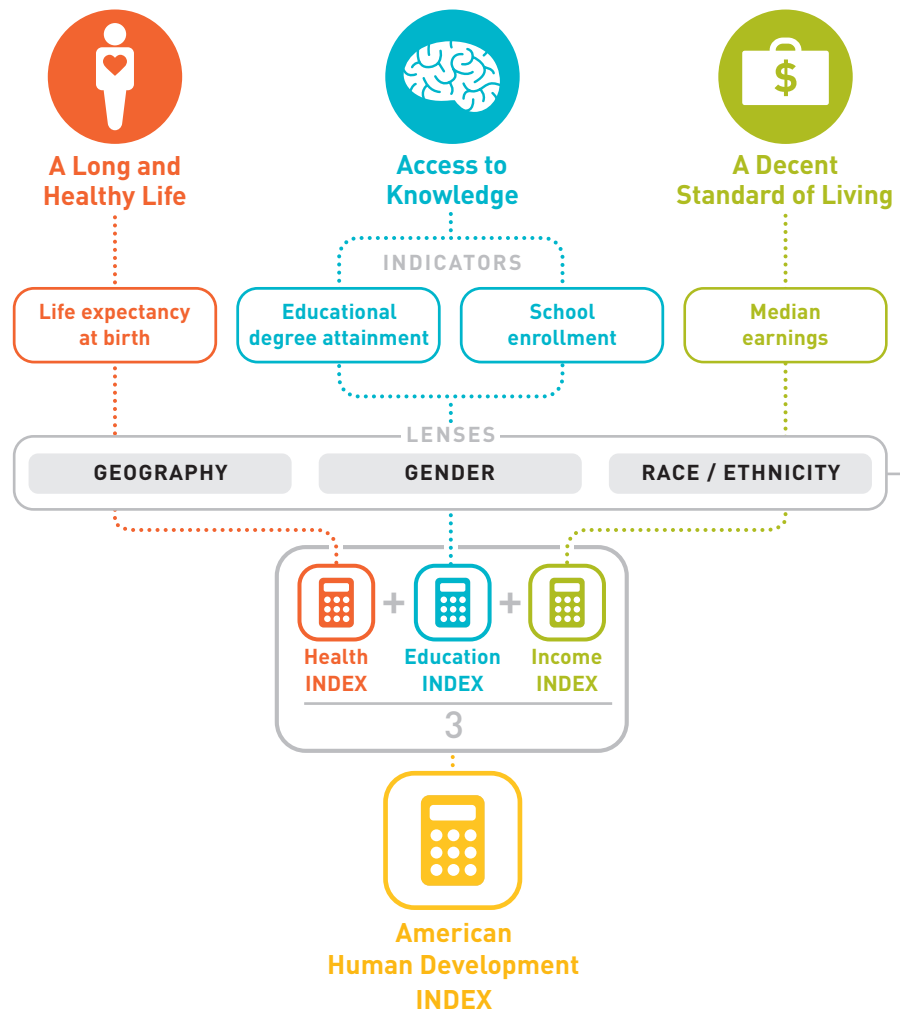 $
A Long and
Healthy Life
Access to
Knowledge
A Decent
Standard of Living
INDICATORS
Life expectancy
at birth
Educational
degree attainment
School
enrollment
Median
earnings
LENSES
GEOGRAPHY
GENDER
RACE / ETHNICITY
+
+
Health
INDEX
Education
INDEX
Income
INDEX
3
American
Human Development
INDEX